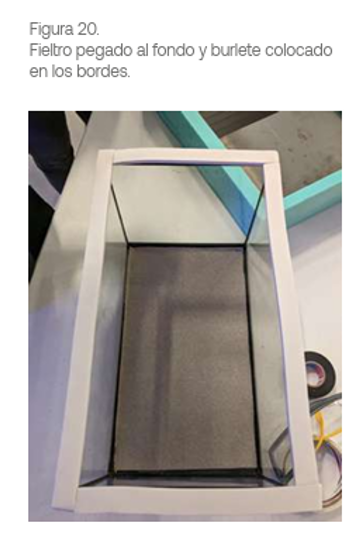 Figura 20.
Fieltro pegado al fondo y burlete colocado
en los bordes.